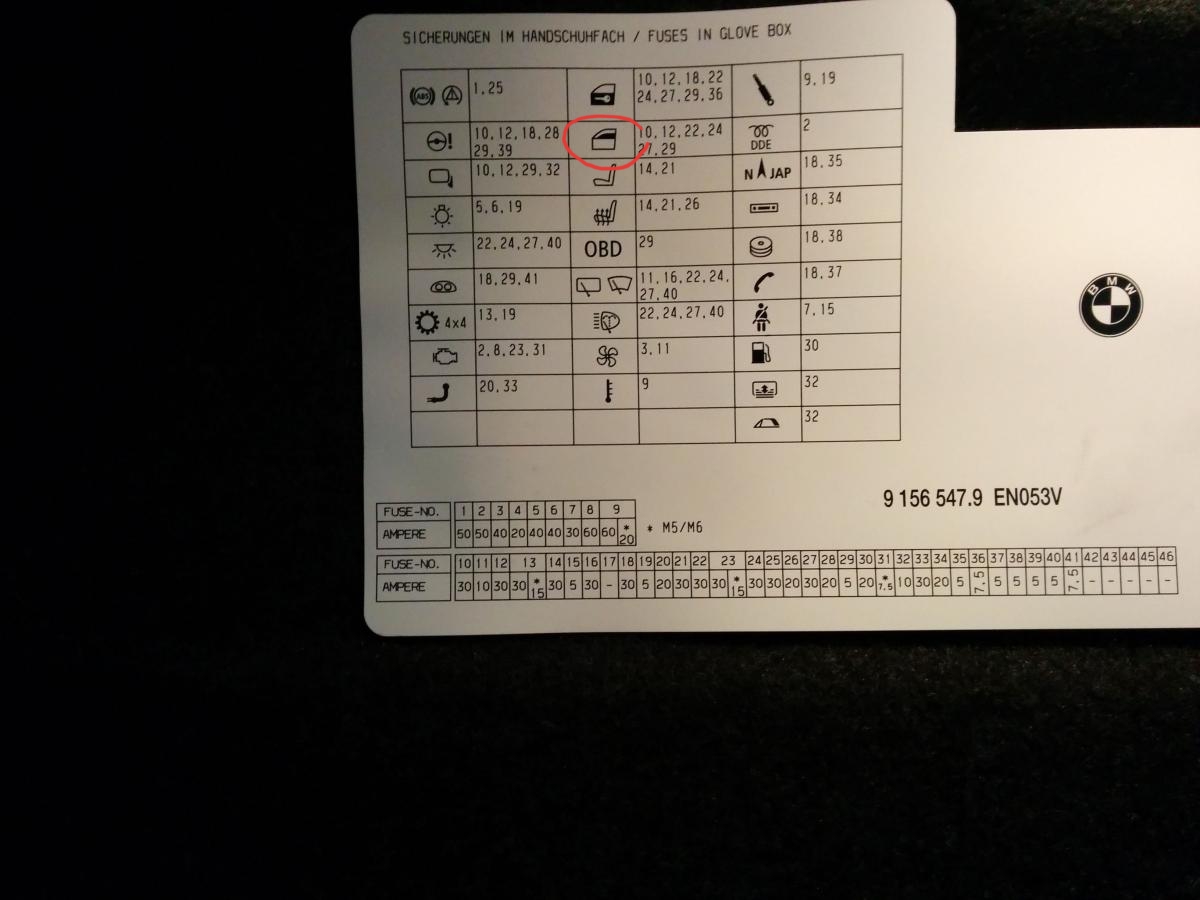 SICHERUNGEN IM HANDSCHUHFACH / FUSES IN GLOVE BOX
ABS 1,25 10,12,18,22 9,19
24,27,29,36
10,12,18,28 10,12,22,24 2
29,39 27,29 DDE
10,12,29,32 14,21 N JAP 18,35
5,6,19 14,21,26 18,34
22,24,27,40 OBD 29 18,38
18,29,41 11,16,22,24, 18,37
27,40
4x4 13,19 22,24,27,40 7,15
2,8,23,31 3,11 30
20,33 9 32
32
BMW
9 156 547.9 EN053V
FUSE-NO. 1 2 3 4 5 6 7 8 9
AMPERE 50 50 40 20 40 40 30 60 60 *20 * M5/M6
FUSE-NO. 10 11 12 13 14 15 16 17 18 19 20 21 22 23 24 25 26 27 28 29 30 31 32 33 34 35 36 37 38 39 40 41 42 43 44 45 46
AMPERE 30 10 30 30 *15 30 5 30 - 30 5 20 30 30 30 *15 30 30 20 30 20 5 20 *7,5 10 30 20 5 7.5 5 5 5 5 7.5 - - - - -